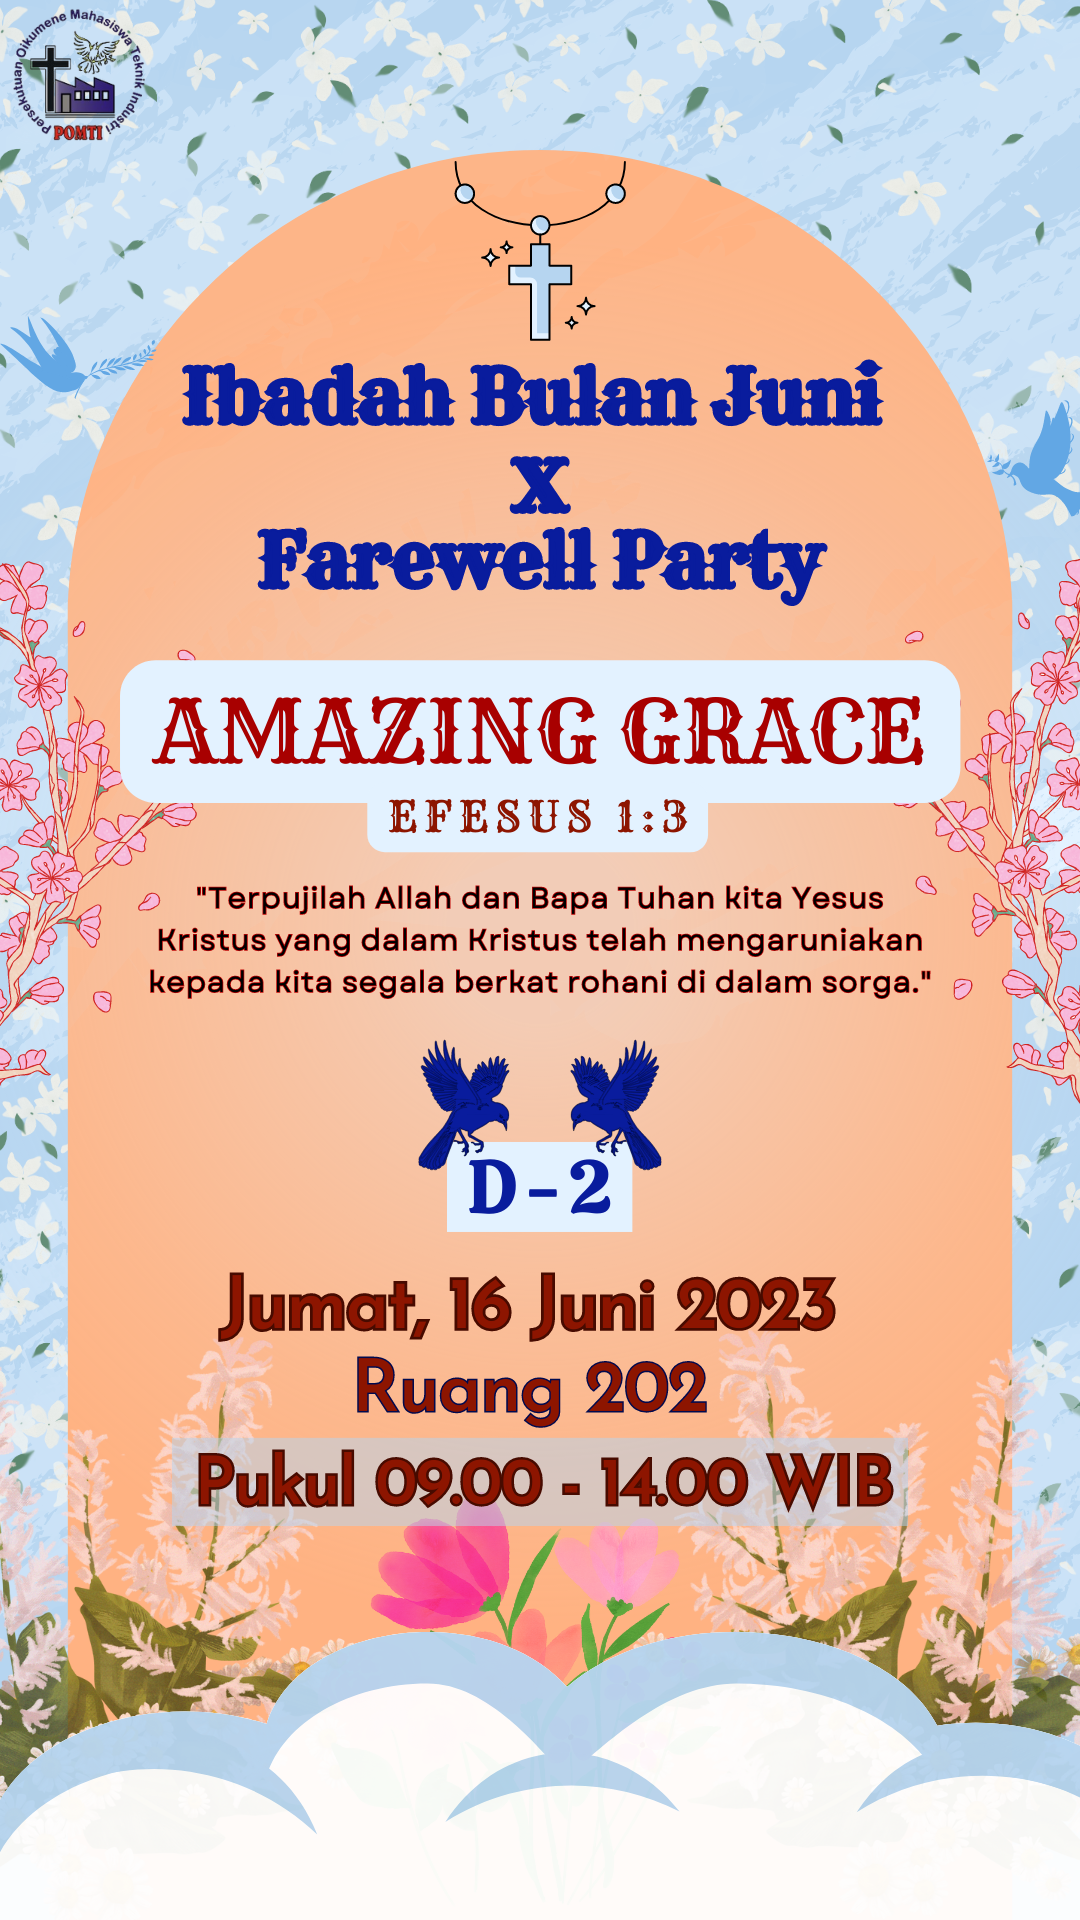 Persekutuan Oikumene Mahasiswa Teknik Industri
POMTI
Ibadah Bulan Juni
X
Farewell Party
AMAZING GRACE
EFESUS 1:3
"Terpujilah Allah dan Bapa Tuhan kita Yesus
Kristus yang dalam Kristus telah mengaruniakan
kepada kita segala berkat rohani di dalam sorga."
D-2
Jumat, 16 Juni 2023
Ruang 202
Pukul 09.00 - 14.00 WIB